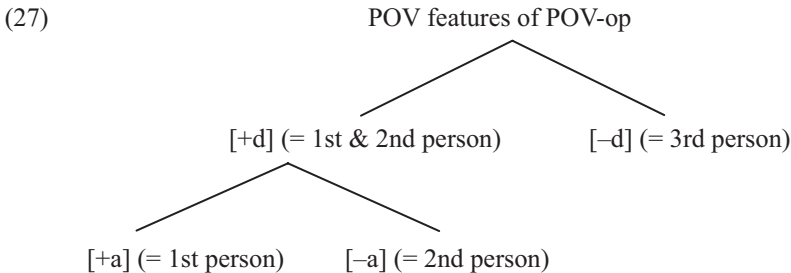 (27) POV features of POV-op
[+d] (= 1st & 2nd person) [–d] (= 3rd person)
[+a] (= 1st person) [–a] (= 2nd person)